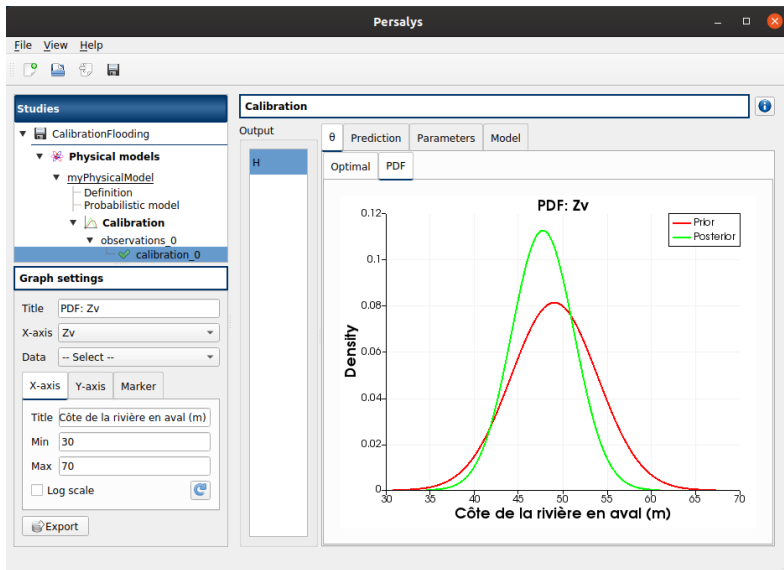 Persalys
File View Help
Studies
CalibrationFlooding
Physical models
myPhysicalModel
Definition
Probabilistic model
Calibration
observations_0
calibration_0
Graph settings
Title PDF: Zv
X-axis Zv
Data -- Select --
X-axis Y-axis Marker
Title Côte de la rivière en aval (m)
Min 30
Max 70
Log scale
Export
Calibration
Output
H
θ Prediction Parameters Model
Optimal PDF
PDF: Zv
Prior
Posterior
Density
0.12
0.1
0.08
0.06
0.04
0.02
0
30 35 40 45 50 55 60 65 70
Côte de la rivière en aval (m)